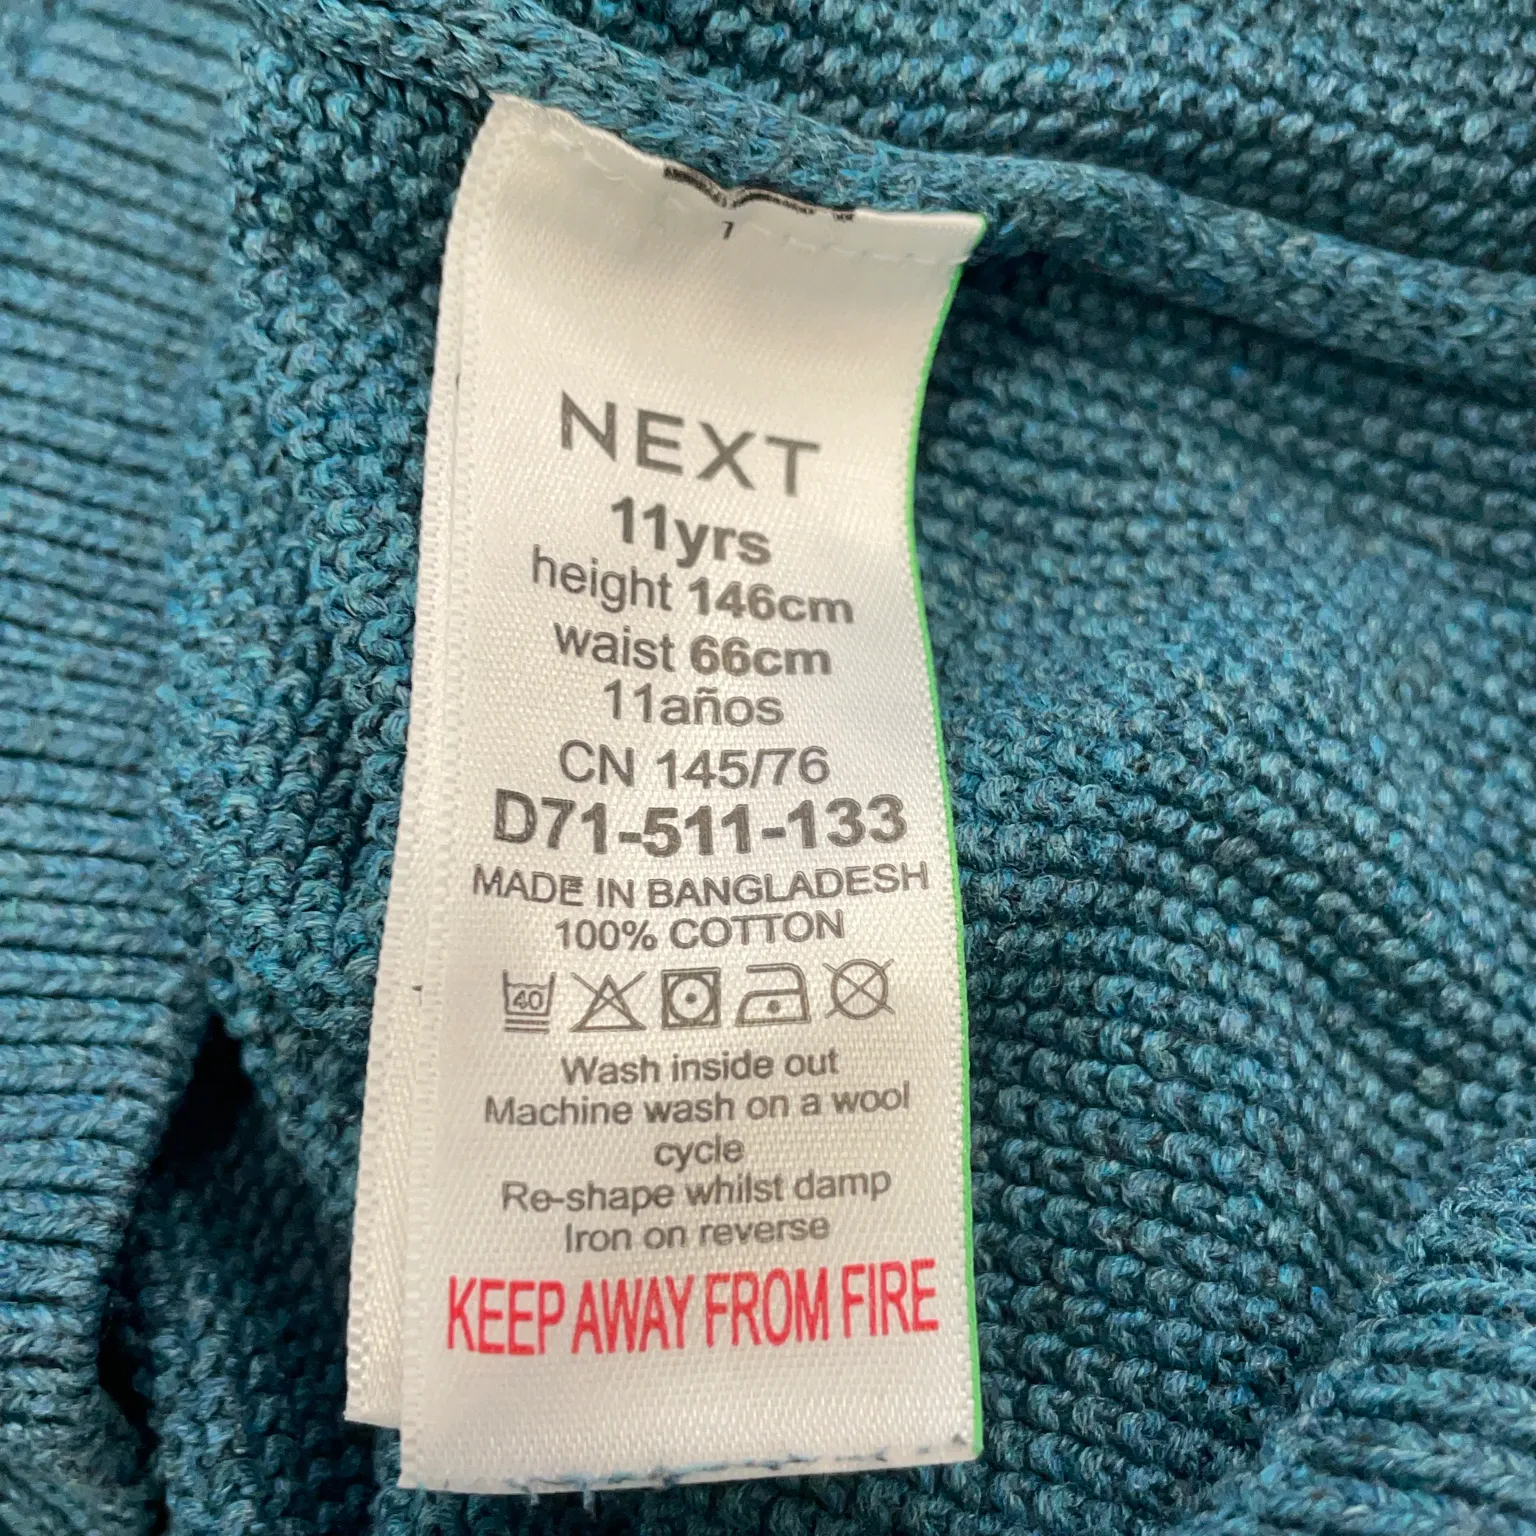 NEXT
11yrs
height 146cm
waist 66cm
11años
CN 145/76
D71-511-133
MADE IN BANGLADESH
100% COTTON
40
Wash inside out
Machine wash on a wool
cycle
Re-shape whilst damp
Iron on reverse
KEEP AWAY FROM FIRE